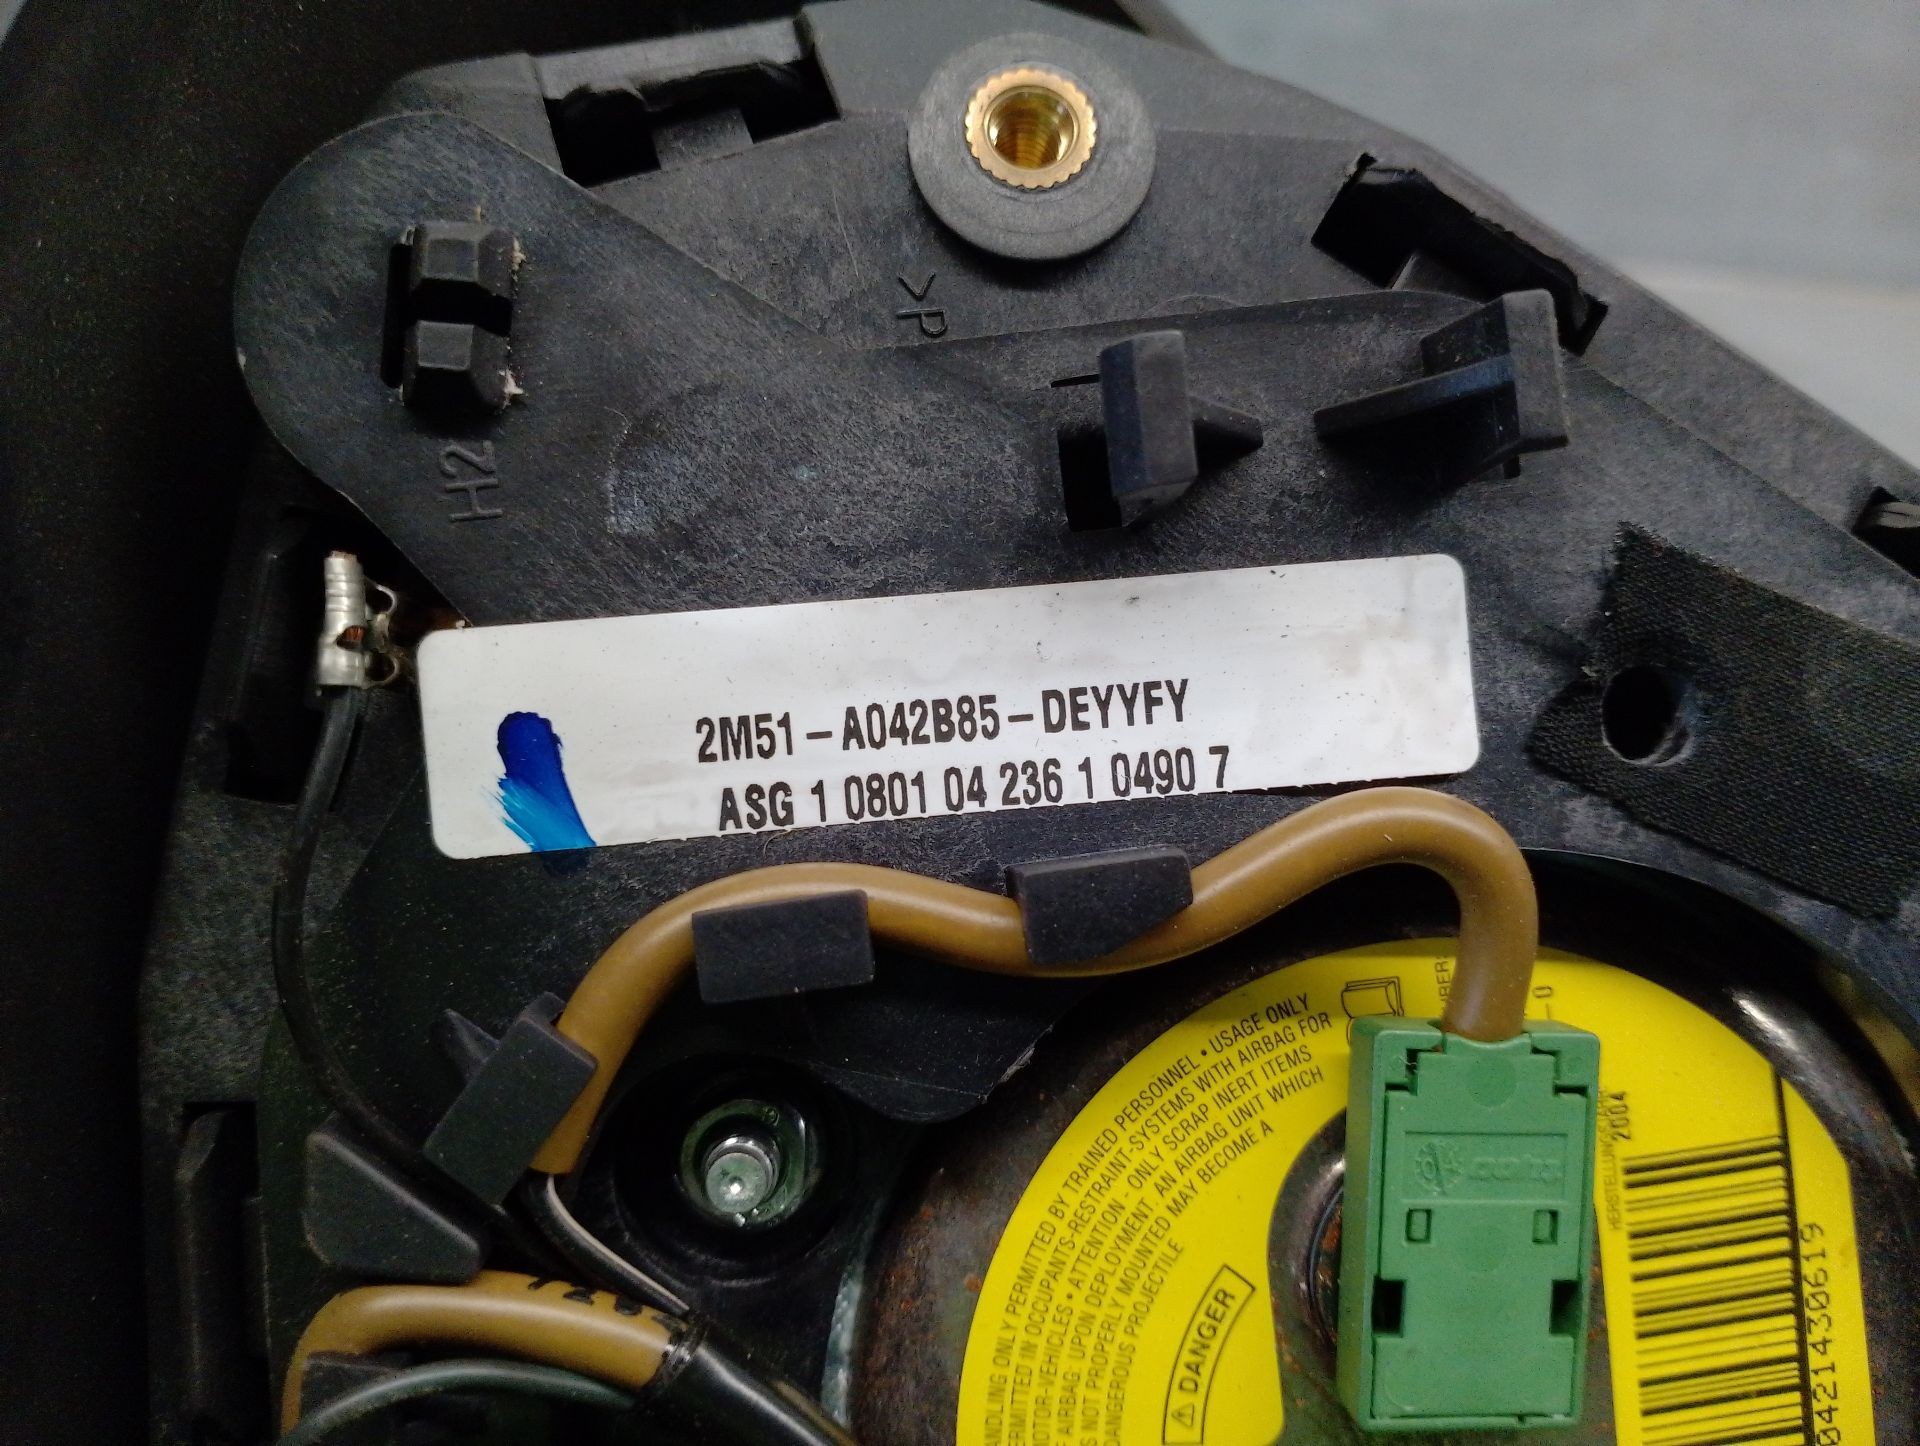 >P
H2
2M51-A042B85-DEYYFY
ASG 1 0801 04 236 1 0490 7
HANDLING ONLY PERMITTED BY TRAINED PERSONNEL • USAGE ONLY
PERMITTED IN OCCUPANTS-RESTRAINT-SYSTEMS WITH AIRBAG FOR
MOTOR-VEHICLES • ATTENTION - ONLY SCRAP INERT ITEMS
OF AIRBAG UPON DEPLOYMENT. AN AIRBAG UNIT WHICH
IS NOT PROPERLY MOUNTED MAY BECOME A
DANGEROUS PROJECTILE
DANGER
2004
0421430619